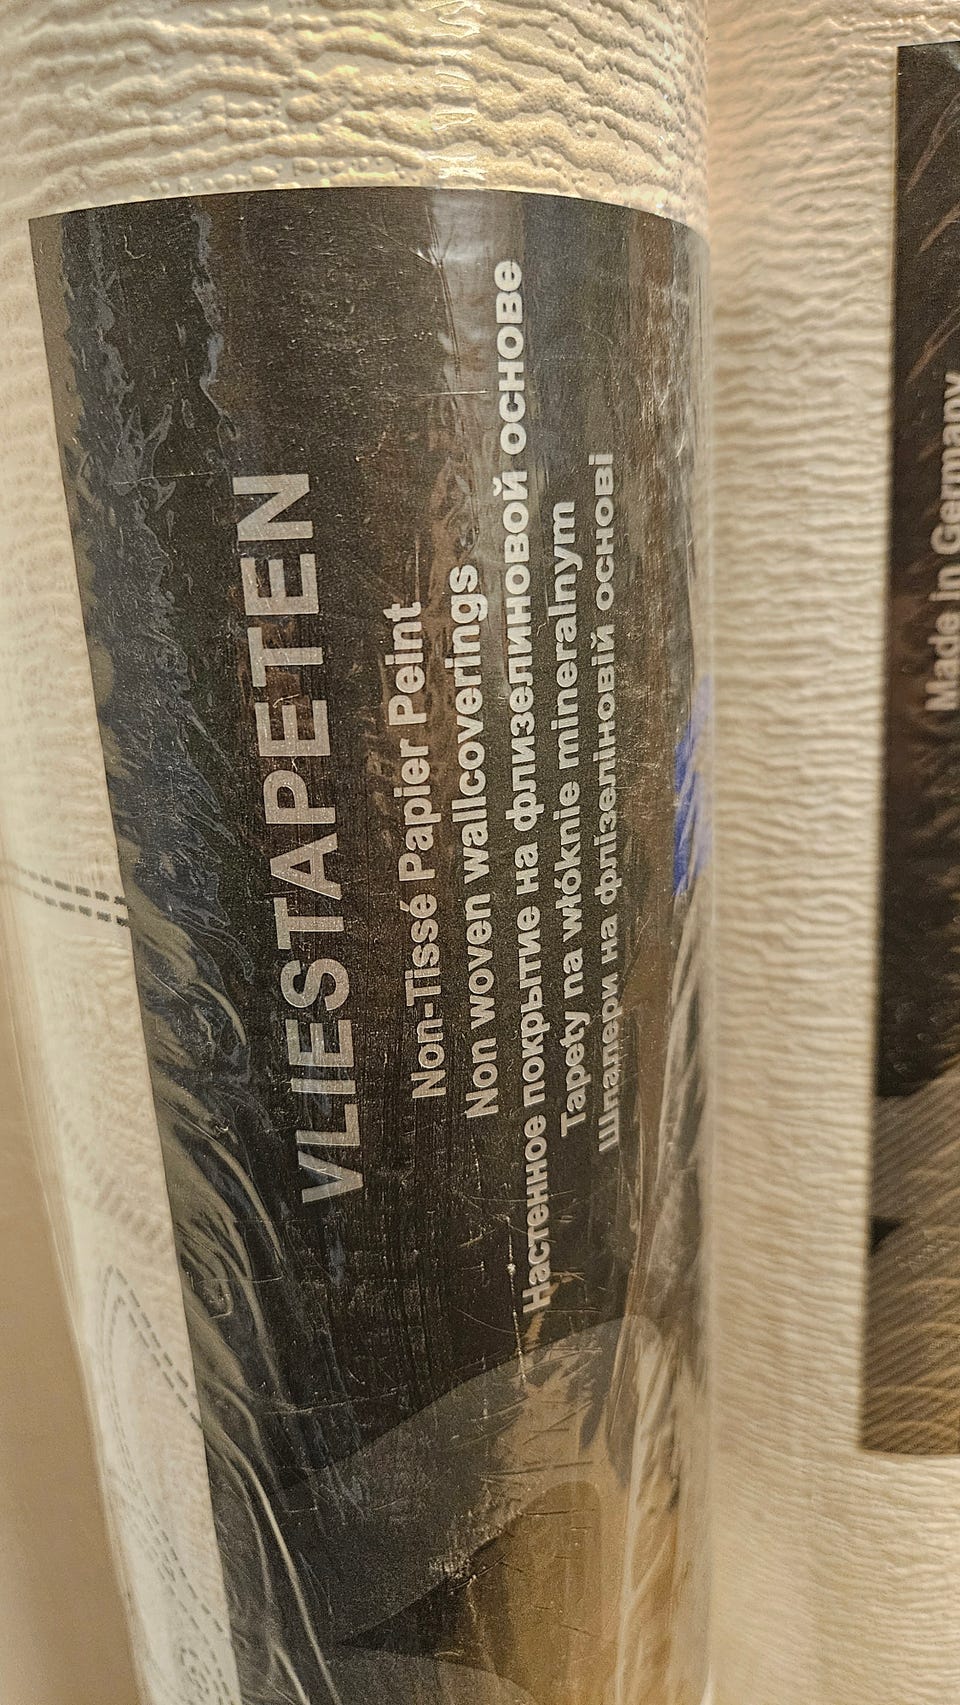 VLIESTAPETEN
Non-Tissé Papier Peint
Non woven wallcoverings
Настенное покрытие на флизелиновой основе
Tapety na włóknie mineralnym
Шпалери на флізеліновій основі
Made in Germany